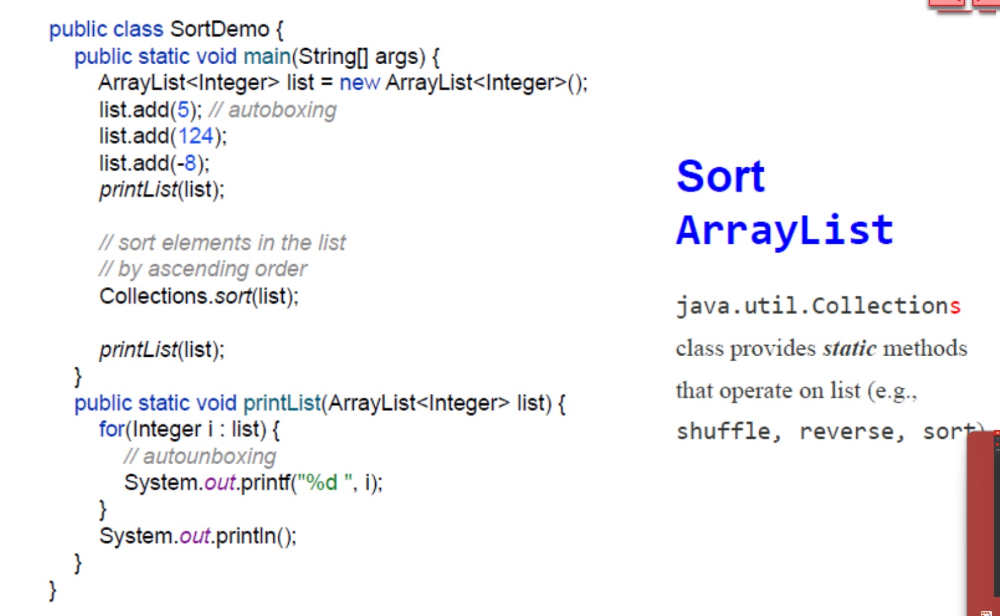 public class SortDemo {
public static void main(String[] args) {
ArrayList<Integer> list = new ArrayList<Integer>();
list.add(5); // autoboxing
list.add(124);
list.add(-8);
printList(list);
// sort elements in the list
// by ascending order
Collections.sort(list);
printList(list);
}
public static void printList(ArrayList<Integer> list) {
for(Integer i : list) {
// autounboxing
System.out.printf("%d ", i);
}
System.out.println();
}
}
Sort
ArrayList
java.util.Collections
class provides static methods
that operate on list (e.g.,
shuffle, reverse, sort)